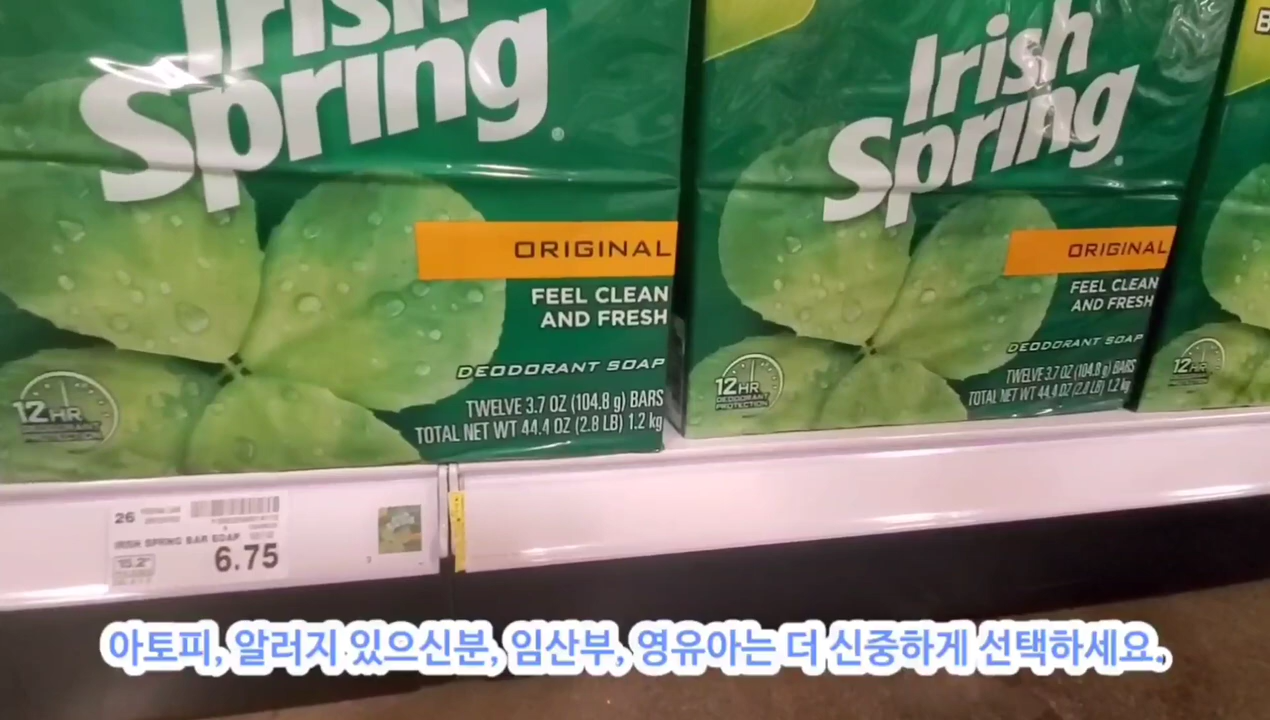 Irish
Spring
ORIGINAL
FEEL CLEAN
AND FRESH
DEODORANT SOAP
TWELVE 3.7 OZ (104.8 g) BARS
TOTAL NET WT 44.4 OZ (2.8 LB) 1.2 kg
12 HR
Irish
Spring
ORIGINAL
FEEL CLEAN
AND FRESH
DEODORANT SOAP
TWELVE 3.7 OZ (104.8 g) BARS
TOTAL NET WT 44.4 OZ (2.8 LB) 1.2 kg
12 HR
DEODORANT
PROTECTION
12 HR
26
IRISH SPRING BAR SOAP
15.2¢
6.75
아토피, 알러지 있으신분, 임산부, 영유아는 더 신중하게 선택하세요.